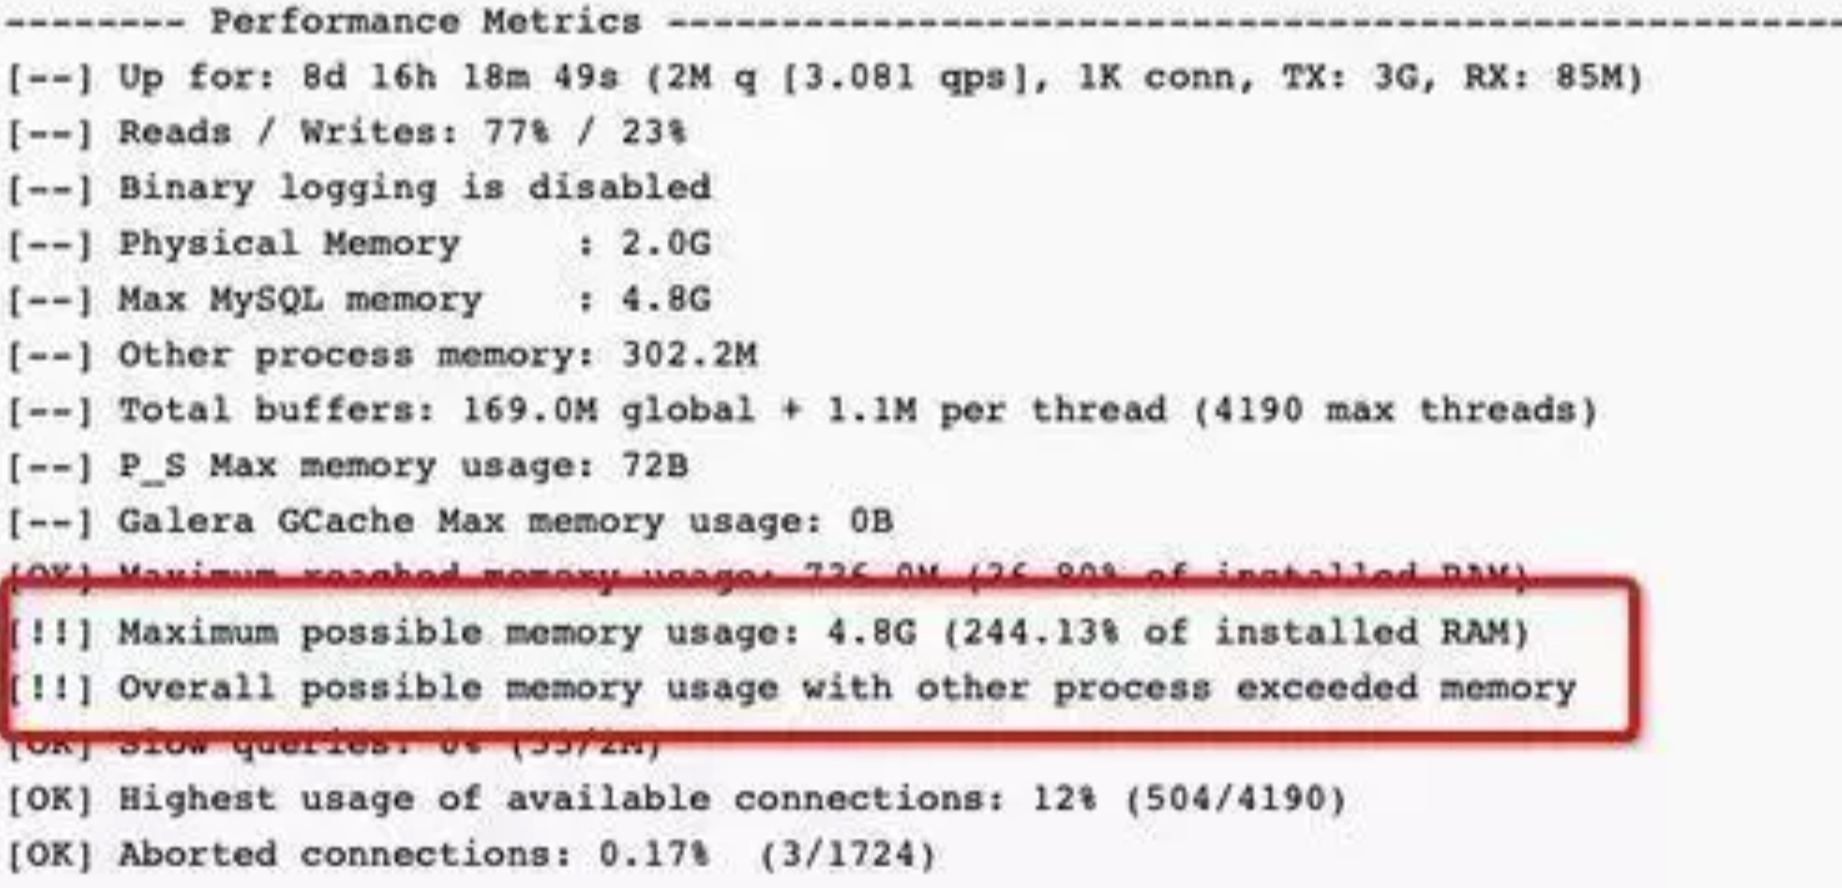 -------- Performance Metrics ---------------------------------------------------
[--] Up for: 8d 16h 18m 49s (2M q [3.081 qps], 1K conn, TX: 3G, RX: 85M)
[--] Reads / Writes: 77% / 23%
[--] Binary logging is disabled
[--] Physical Memory     : 2.0G
[--] Max MySQL memory    : 4.8G
[--] Other process memory: 302.2M
[--] Total buffers: 169.0M global + 1.1M per thread (4190 max threads)
[--] P_S Max memory usage: 72B
[--] Galera GCache Max memory usage: 0B
[OK] Maximum reached memory usage: (36.80% of installed RAM)
[!!] Maximum possible memory usage: 4.8G (244.13% of installed RAM)
[!!] Overall possible memory usage with other process exceeded memory
[OK] Slow queries: 0% (55/2M)
[OK] Highest usage of available connections: 12% (504/4190)
[OK] Aborted connections: 0.17%  (3/1724)